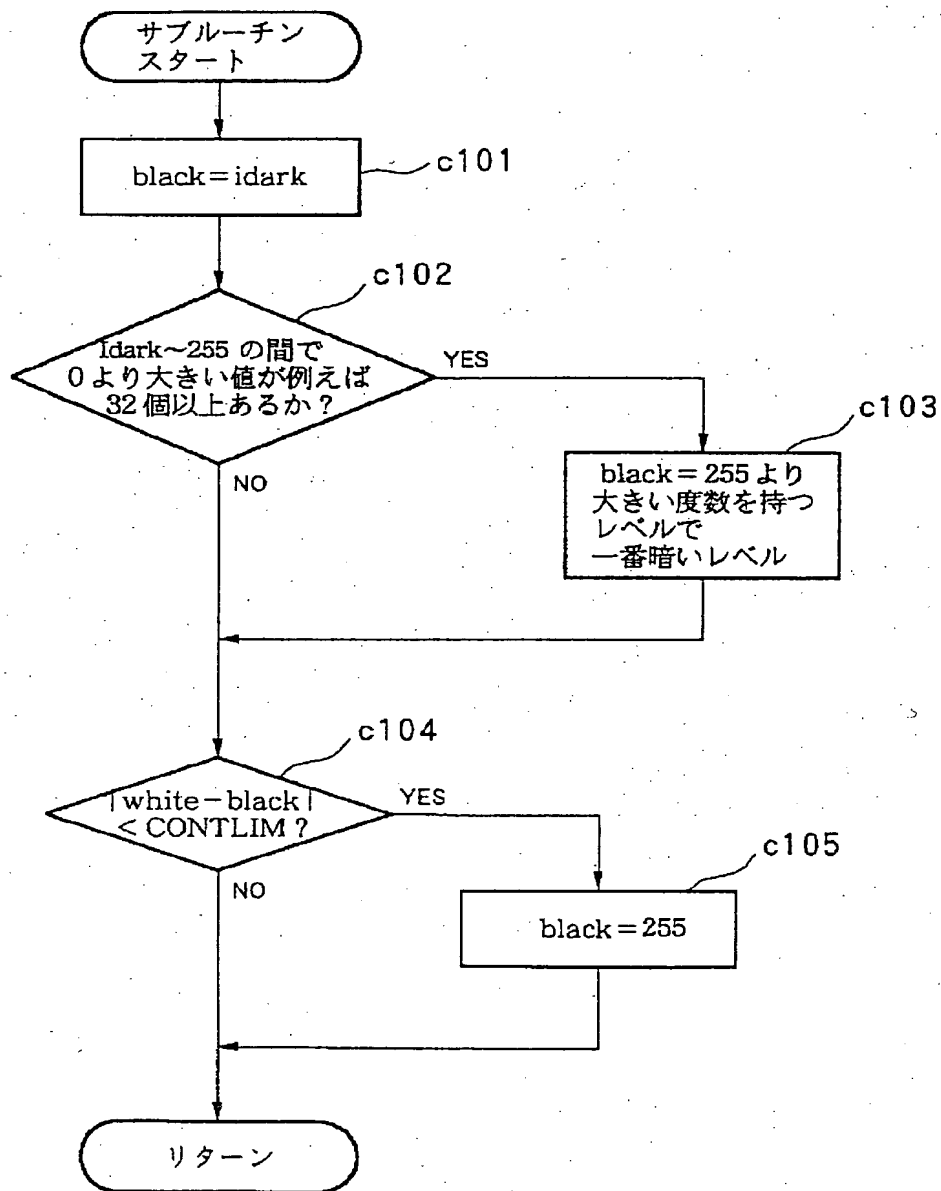 サブルーチン
スタート
black=idark
c101
c102
Idark~255 の間で
0より大きい値が例えば
32個以上あるか?
YES
NO
c103
black=255より
大きい度数を持つ
レベルで
一番暗いレベル
c104
|white-black|
< CONTLIM?
YES
NO
c105
black=255
リターン